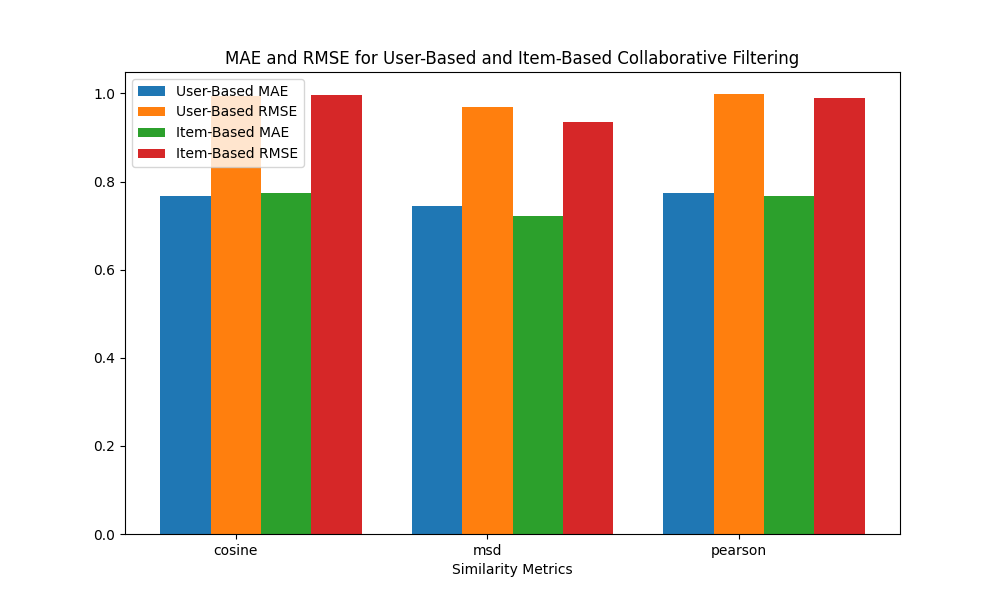 MAE and RMSE for User-Based and Item-Based Collaborative Filtering
User-Based MAE
User-Based RMSE
Item-Based MAE
Item-Based RMSE
1.0
0.8
0.6
0.4
0.2
0.0
cosine
msd
pearson
Similarity Metrics